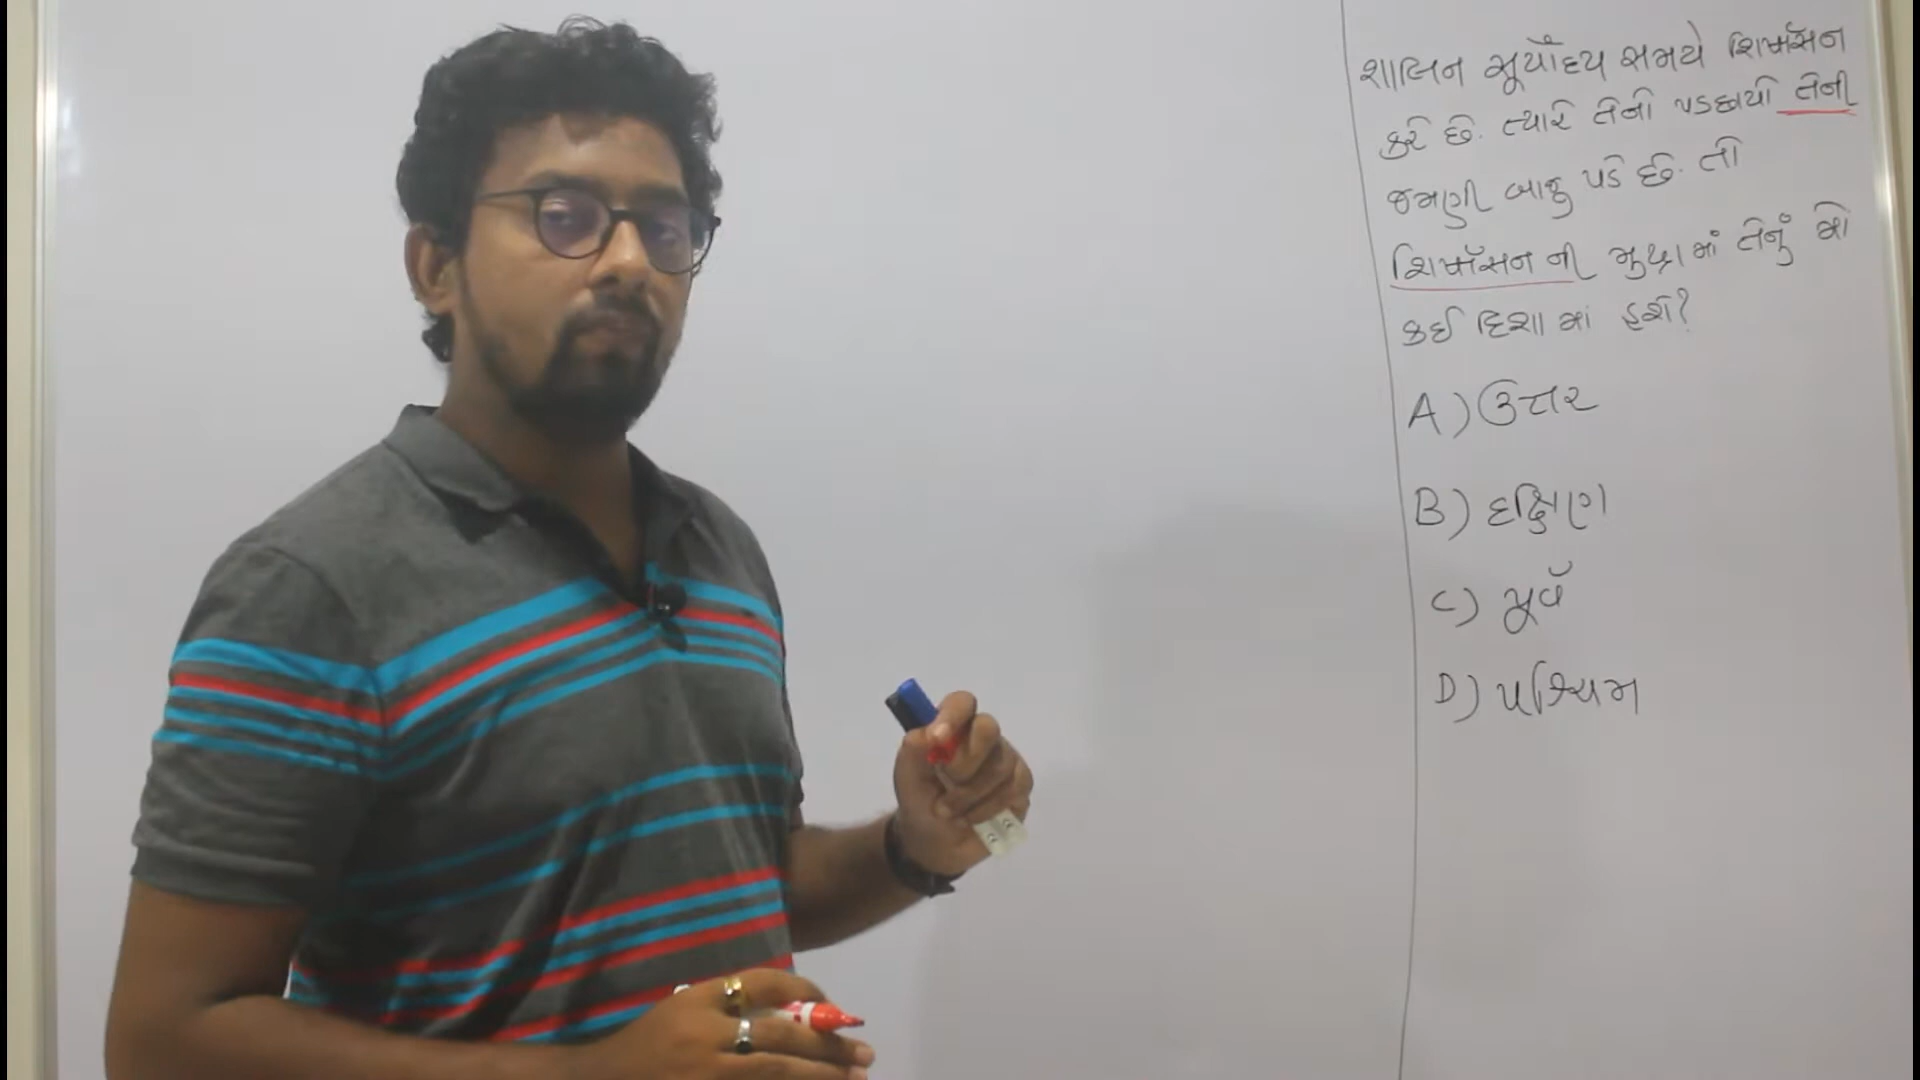 શાલિન સૂર્યોદય સમયે શિર્ષાસન
કરે છે. ત્યારે તેનો પડછાયો તેની
જમણી બાજુ પડે છે. તો
શિર્ષાસન ની મુદ્રા માં તેનું મો
કઈ દિશા માં હશે?
A) ઉત્તર
B) દક્ષિણ
C) પૂર્વ
D) પશ્ચિમ